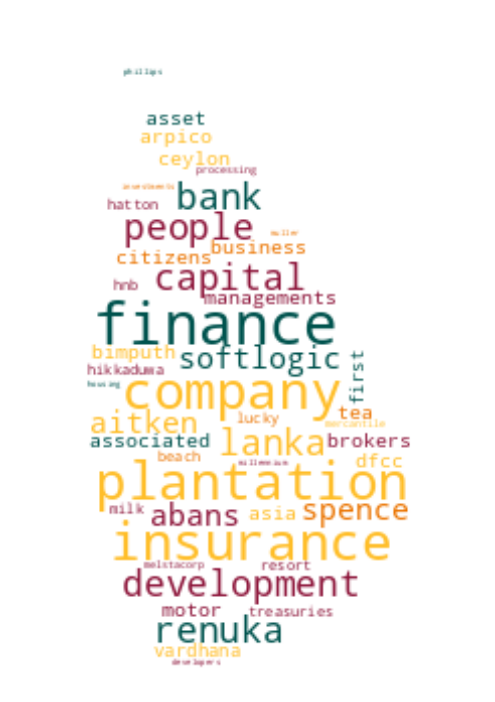 phillips
asset
arpico
ceylon
processing
investments
bank
hatton
people
muller
business
citizens
capital
hnb
managements
finance
bimputh softlogic
hikkaduwa
first
housing
company
tea
aitken
lucky
mercantile
associated lanka brokers
beach
millennium
dfcc
plantation
milk abans asia spence
insurance
melstacorp resort
development
motor treasuries
renuka
vardhana
developers